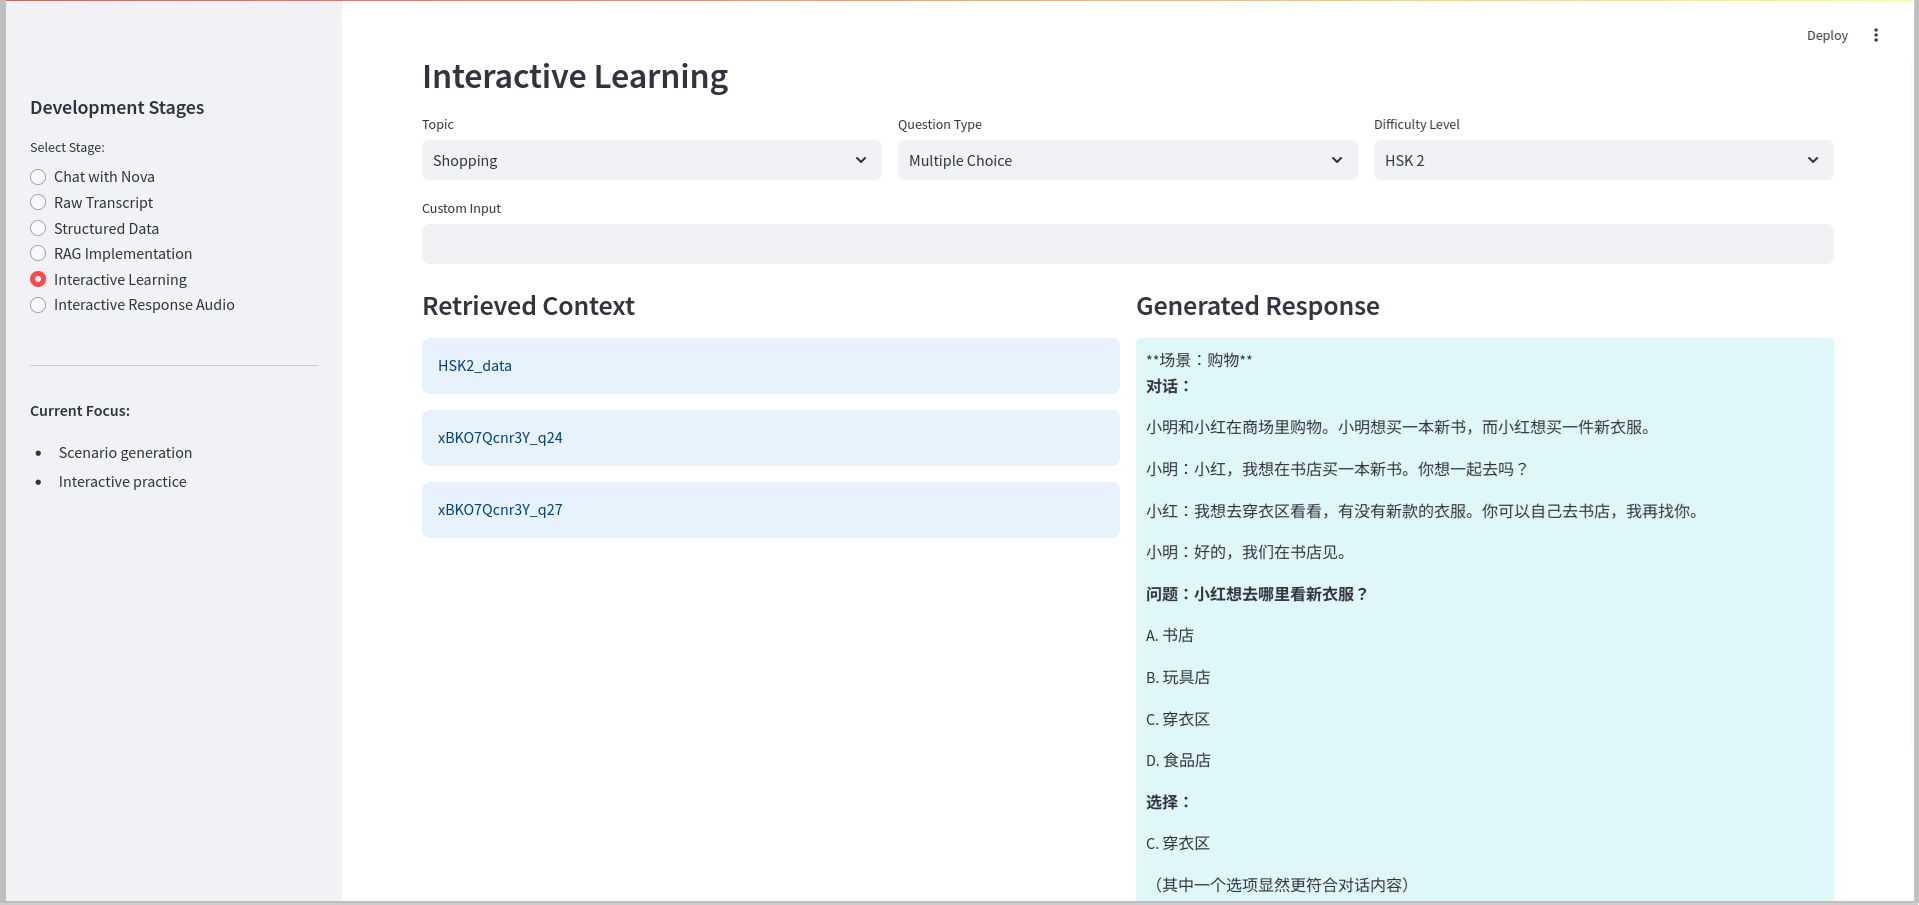 Deploy
Development Stages
Select Stage:
Chat with Nova
Raw Transcript
Structured Data
RAG Implementation
Interactive Learning
Interactive Response Audio
Current Focus:
• Scenario generation
• Interactive practice
Interactive Learning
Topic
Shopping
Question Type
Multiple Choice
Difficulty Level
HSK 2
Custom Input
Retrieved Context
HSK2_data
xBKO7Qcnr3Y_q24
xBKO7Qcnr3Y_q27
Generated Response
**场景：购物**
对话：
小明和小红在商场里购物。小明想买一本新书，而小红想买一件新衣服。
小明：小红，我想在书店买一本新书。你想一起去吗？
小红：我想去穿衣区看看，有没有新款的衣服。你可以自己去书店，我再找你。
小明：好的，我们在书店见。
问题：小红想去哪里看新衣服？
A. 书店
B. 玩具店
C. 穿衣区
D. 食品店
选择：
C. 穿衣区
（其中一个选项显然更符合对话内容）